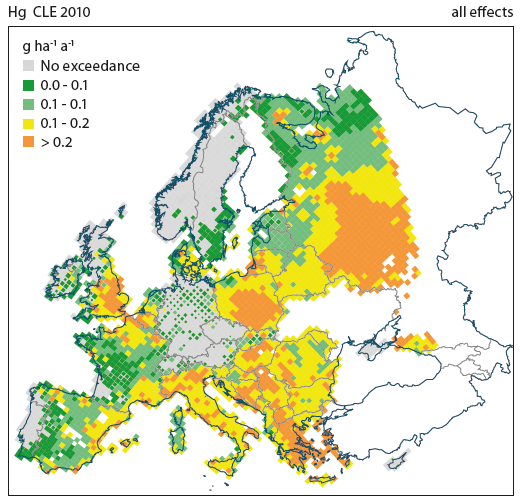 Hg CLE 2010
all effects
g ha⁻¹ a⁻¹
No exceedance
0.0 - 0.1
0.1 - 0.1
0.1 - 0.2
> 0.2